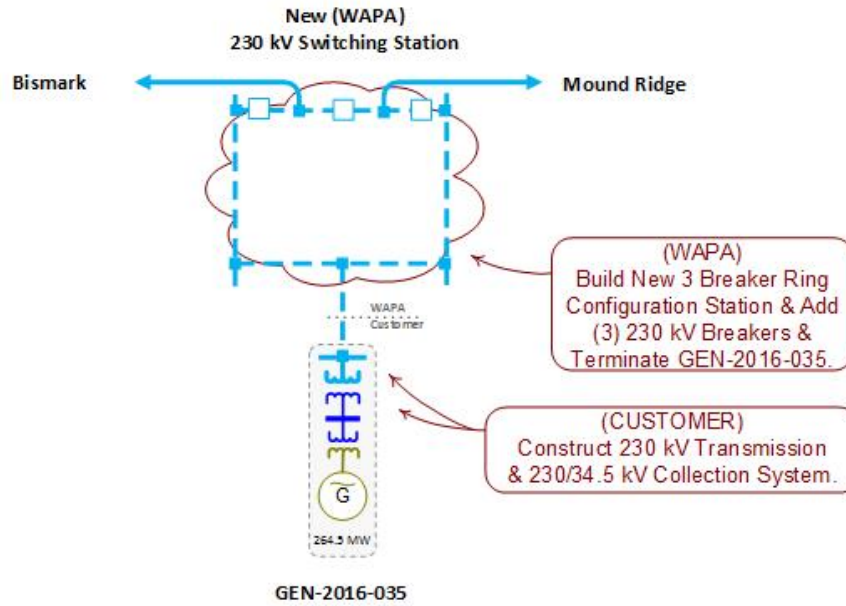 New (WAPA)
230 kV Switching Station
Bismark
Mound Ridge
(WAPA)
Build New 3 Breaker Ring
Configuration Station & Add
(3) 230 kV Breakers &
Terminate GEN-2016-035.
WAPA
Customer
(CUSTOMER)
Construct 230 kV Transmission
& 230/34.5 kV Collection System.
G
264.5 MW
GEN-2016-035